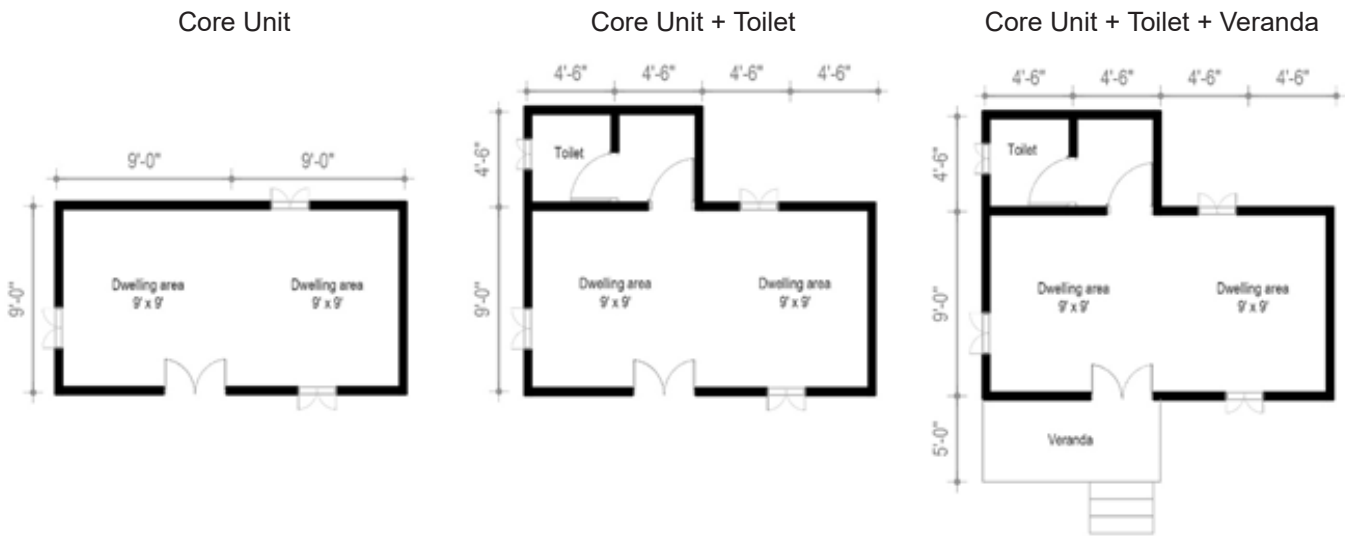 Core Unit
9'-0"
9'-0"
9'-0"
Dwelling area
9' x 9'
Dwelling area
9' x 9'
Core Unit + Toilet
4'-6"
4'-6"
4'-6"
4'-6"
4'-6"
Toilet
9'-0"
Dwelling area
9' x 9'
Dwelling area
9' x 9'
Core Unit + Toilet + Veranda
4'-6"
4'-6"
4'-6"
4'-6"
4'-6"
Toilet
9'-0"
Dwelling area
9' x 9'
Dwelling area
9' x 9'
5'-0"
Veranda